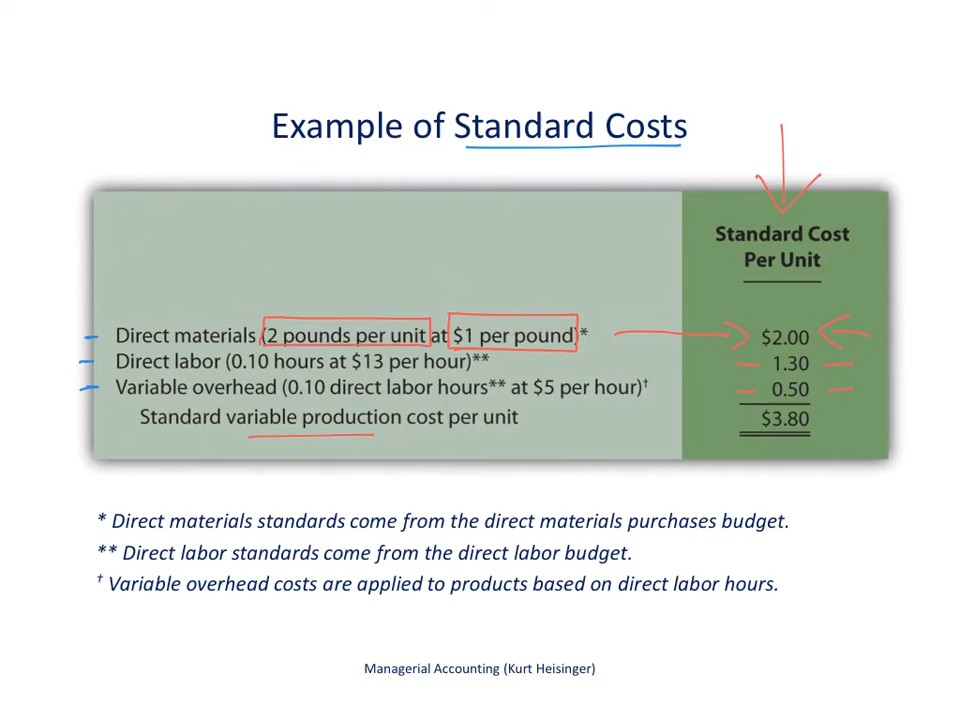 Example of Standard Costs
Standard Cost
Per Unit
Direct materials (2 pounds per unit at $1 per pound)* $2.00
Direct labor (0.10 hours at $13 per hour)** 1.30
Variable overhead (0.10 direct labor hours** at $5 per hour)† 0.50
Standard variable production cost per unit $3.80
* Direct materials standards come from the direct materials purchases budget.
** Direct labor standards come from the direct labor budget.
† Variable overhead costs are applied to products based on direct labor hours.
Managerial Accounting (Kurt Heisinger)